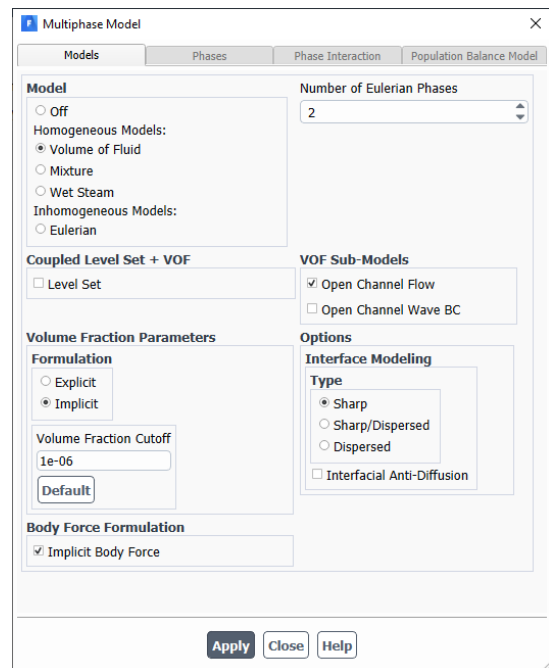 Multiphase Model
Models Phases Phase Interaction Population Balance Model
Model
Off
Homogeneous Models:
Volume of Fluid
Mixture
Wet Steam
Inhomogeneous Models:
Eulerian
Number of Eulerian Phases
2
Coupled Level Set + VOF
Level Set
VOF Sub-Models
Open Channel Flow
Open Channel Wave BC
Volume Fraction Parameters
Formulation
Explicit
Implicit
Volume Fraction Cutoff
1e-06
Default
Options
Interface Modeling
Type
Sharp
Sharp/Dispersed
Dispersed
Interfacial Anti-Diffusion
Body Force Formulation
Implicit Body Force
Apply Close Help